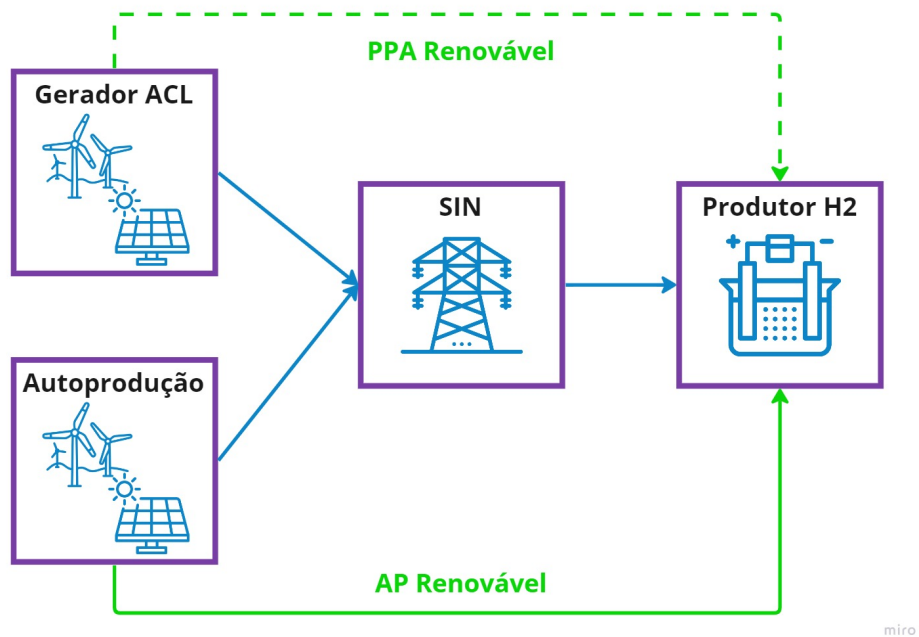 PPA Renovável
Gerador ACL
SIN
Produtor H2
+ −
Autoprodução
AP Renovável
miro